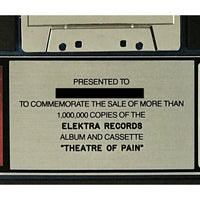 PRESENTED TO
TO COMMEMORATE THE SALE OF MORE THAN
1,000,000 COPIES OF THE
ELEKTRA RECORDS
ALBUM AND CASSETTE
"THEATRE OF PAIN"